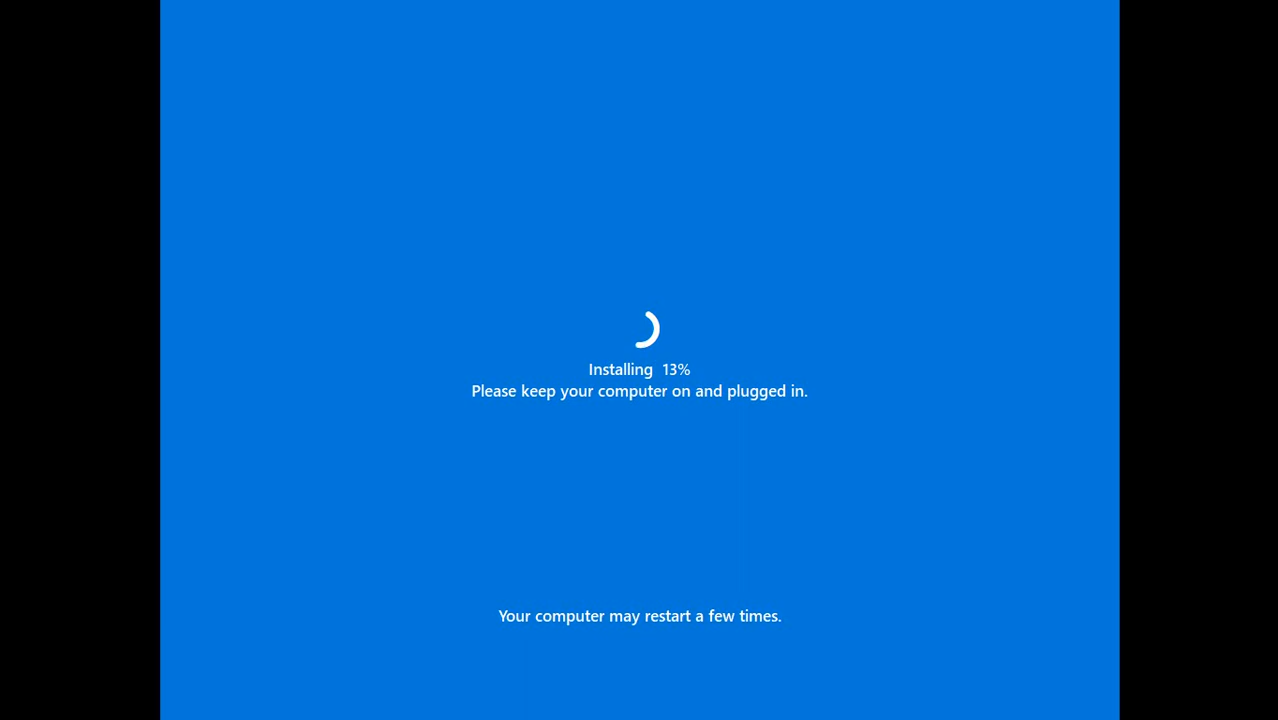 Installing  13%
Please keep your computer on and plugged in.
Your computer may restart a few times.